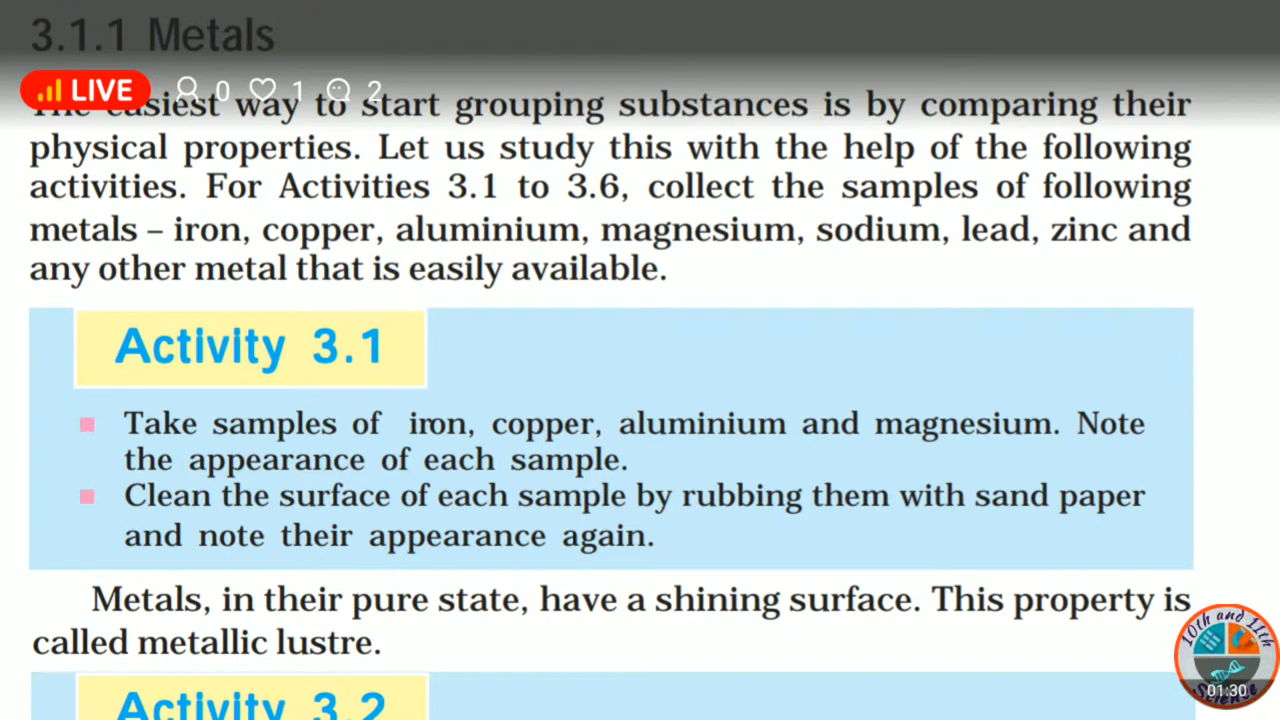 3.1.1 Metals
LIVE 0 1 2
The easiest way to start grouping substances is by comparing their
physical properties. Let us study this with the help of the following
activities. For Activities 3.1 to 3.6, collect the samples of following
metals – iron, copper, aluminium, magnesium, sodium, lead, zinc and
any other metal that is easily available.
Activity 3.1
Take samples of iron, copper, aluminium and magnesium. Note
the appearance of each sample.
Clean the surface of each sample by rubbing them with sand paper
and note their appearance again.
Metals, in their pure state, have a shining surface. This property is
called metallic lustre.
10th and 11th
Science
01:30
Activity 3.2